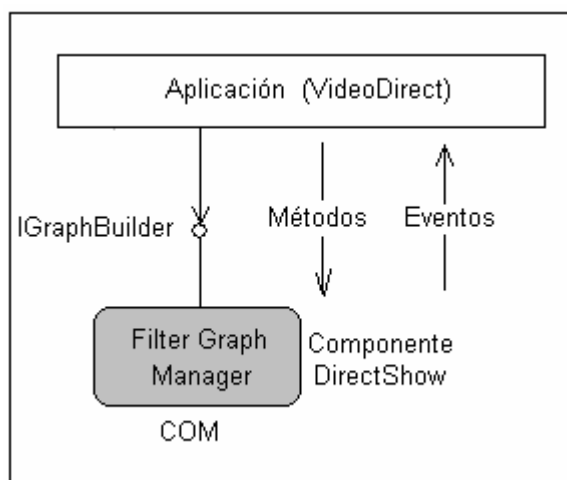 Aplicación (VideoDirect)
IGraphBuilder
Métodos
Eventos
Filter Graph
Manager
Componente
DirectShow
COM